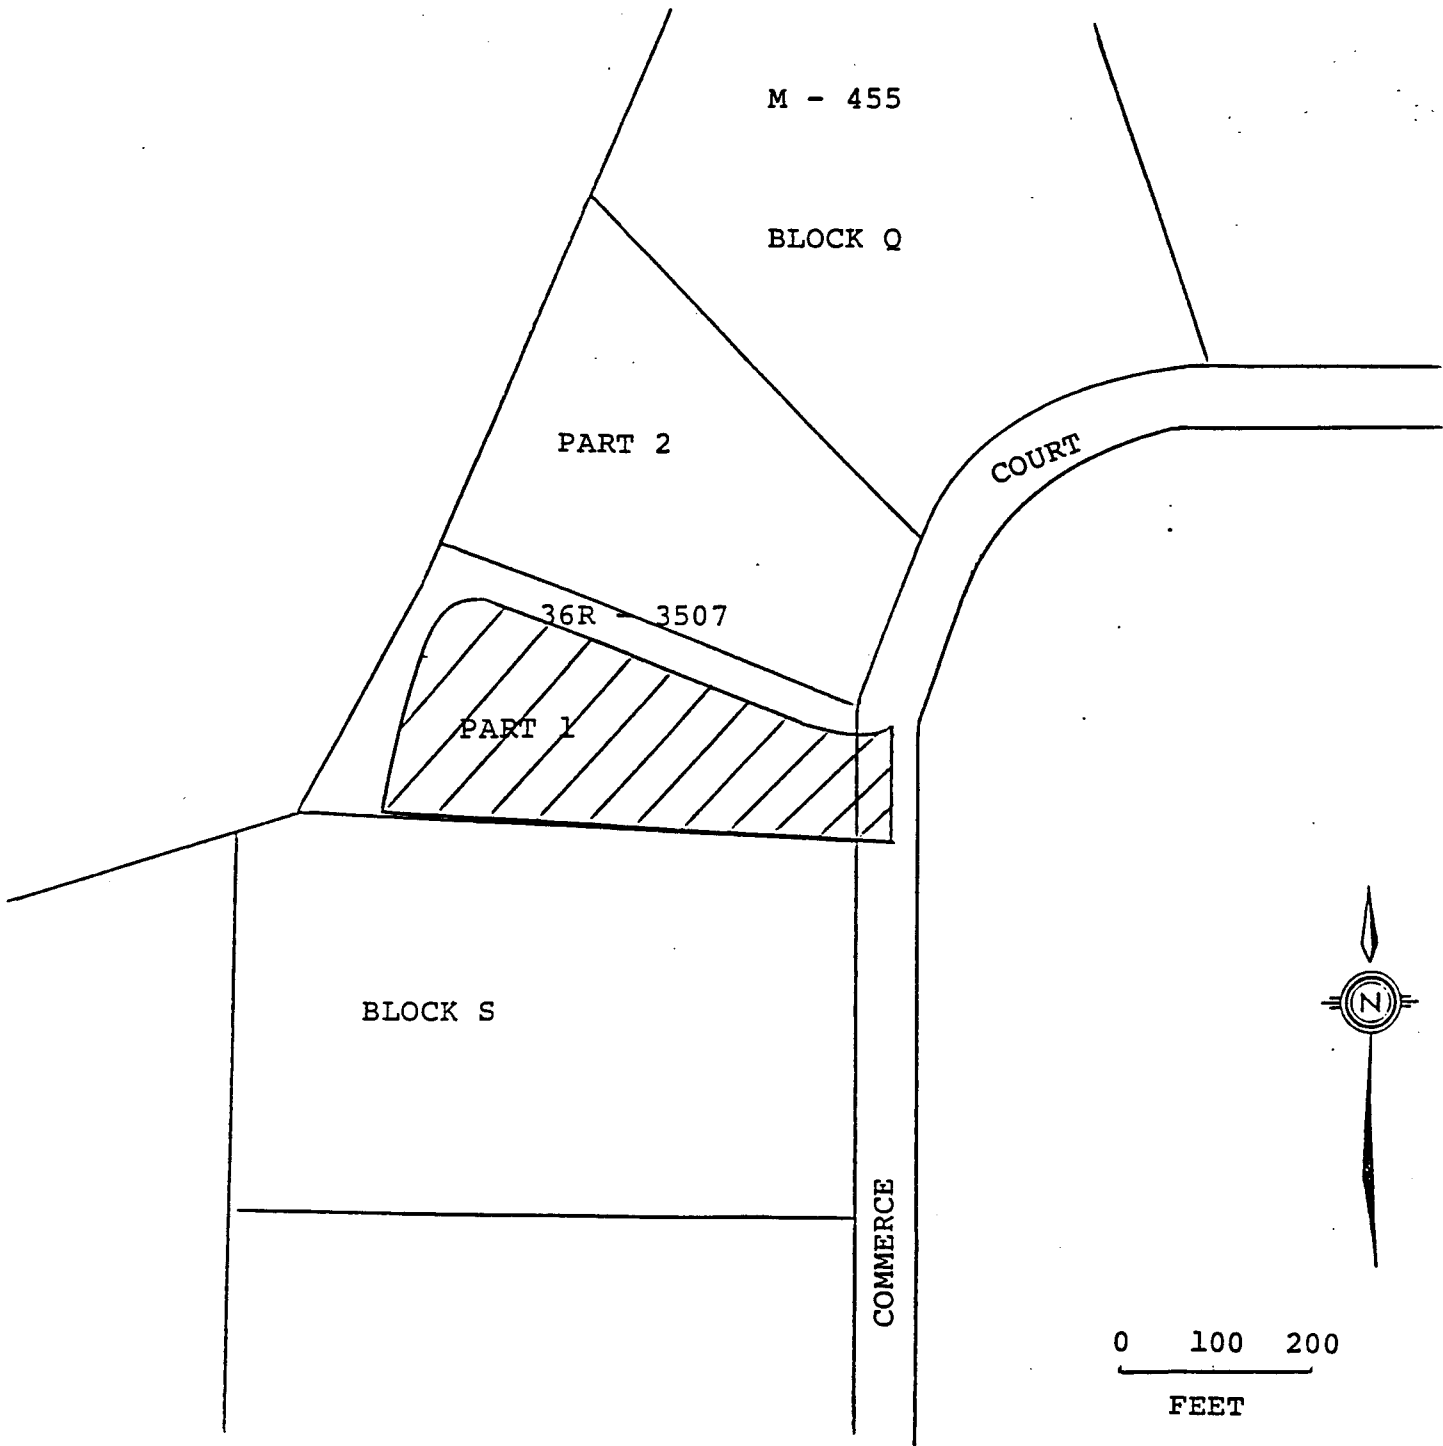 M - 455
BLOCK Q
COURT
PART 2
36R - 3507
PART 1
BLOCK S
N
COMMERCE
0 100 200
FEET